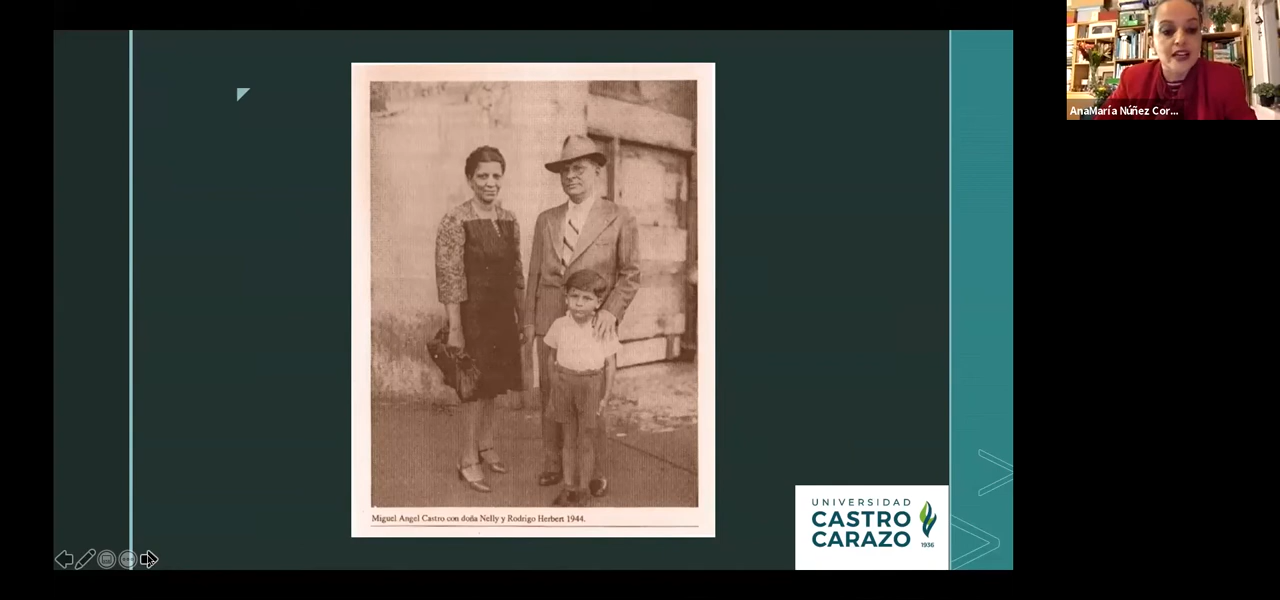 AnaMaría Núñez Cor...
Miguel Angel Castro con doña Nelly y Rodrigo Herbert 1944.
UNIVERSIDAD
CASTRO
CARAZO
1936